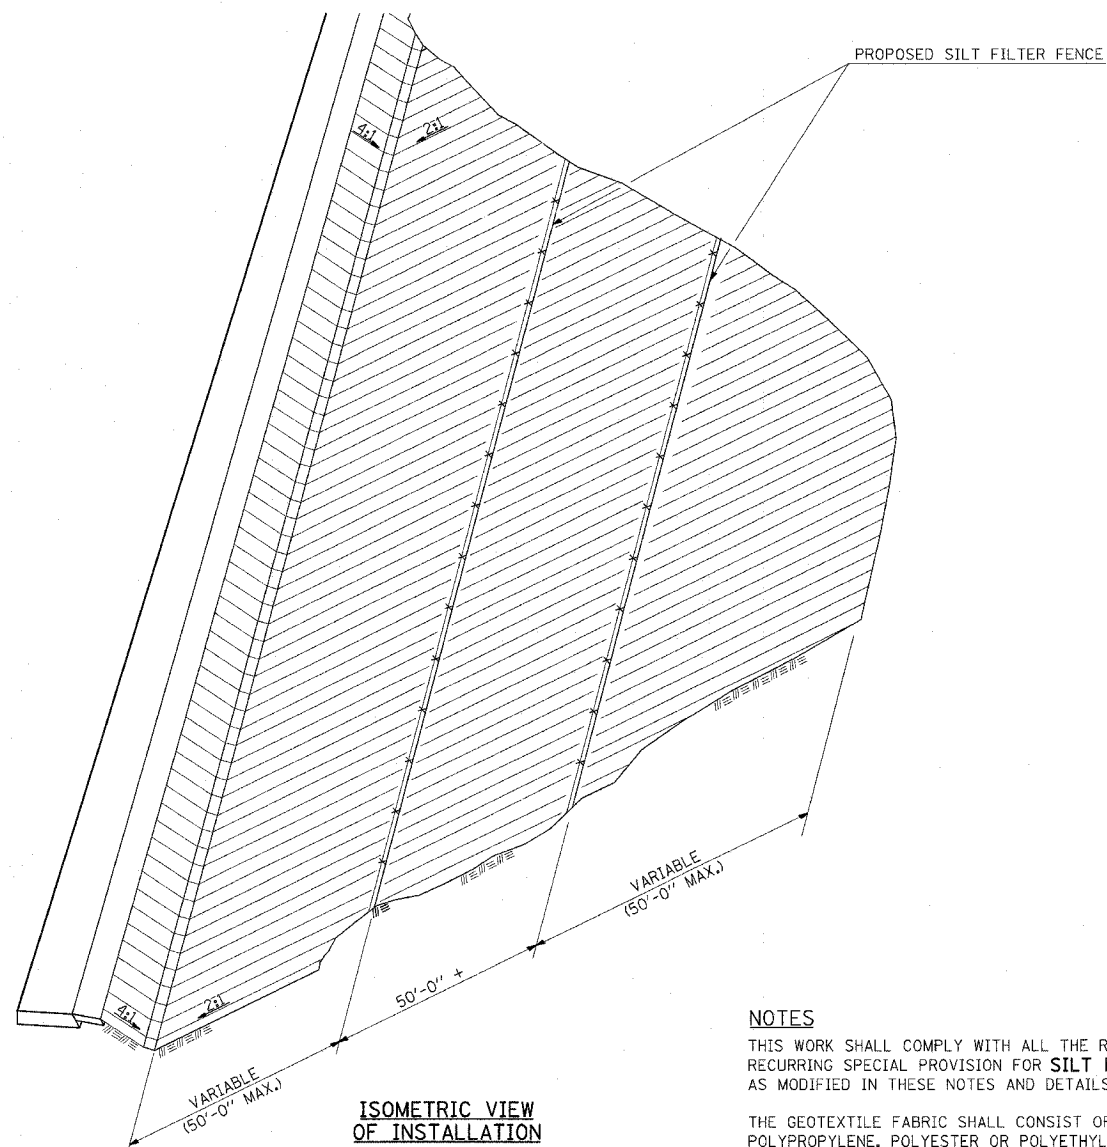 PROPOSED SILT FILTER FENCE
4:1
2:1
4:1
2:1
VARIABLE
(50'-0" MAX.)
50'-0" +
VARIABLE
(50'-0" MAX.)
ISOMETRIC VIEW
OF INSTALLATION
NOTES
THIS WORK SHALL COMPLY WITH ALL THE R
RECURRING SPECIAL PROVISION FOR SILT
AS MODIFIED IN THESE NOTES AND DETAILS
THE GEOTEXTILE FABRIC SHALL CONSIST OF
POLYPROPYLENE, POLYESTER OR POLYETHYL